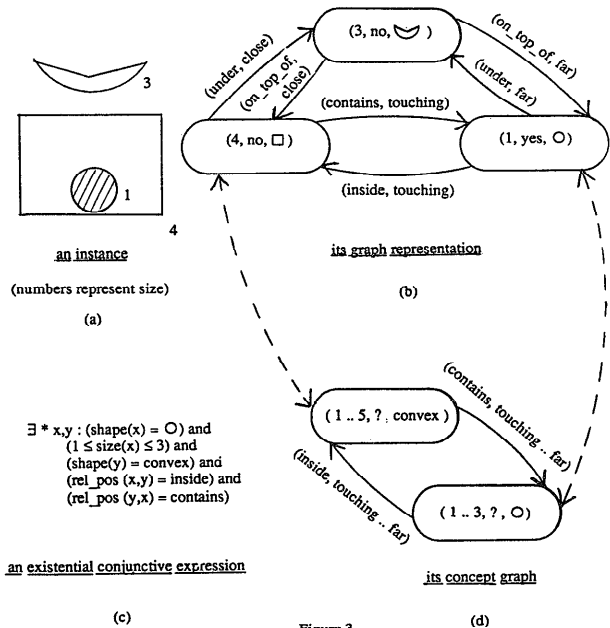 3
1
4
an instance
(numbers represent size)
(a)
(under, close)
(on_top_of, close)
(3, no, )
(on_top_of, far)
(under, far)
(contains, touching)
(4, no, □)
(1, yes, ○)
(inside, touching)
its graph representation
(b)
∃ * x,y : (shape(x) = ○) and
(1 ≤ size(x) ≤ 3) and
(shape(y) = convex) and
(rel_pos (x,y) = inside) and
(rel_pos (y,x) = contains)
an existential conjunctive expression
(c)
(1 .. 5, ? , convex )
(contains, touching .. far)
(inside, touching .. far)
( 1 .. 3, ? , ○)
its concept graph
(d)
Figure 3